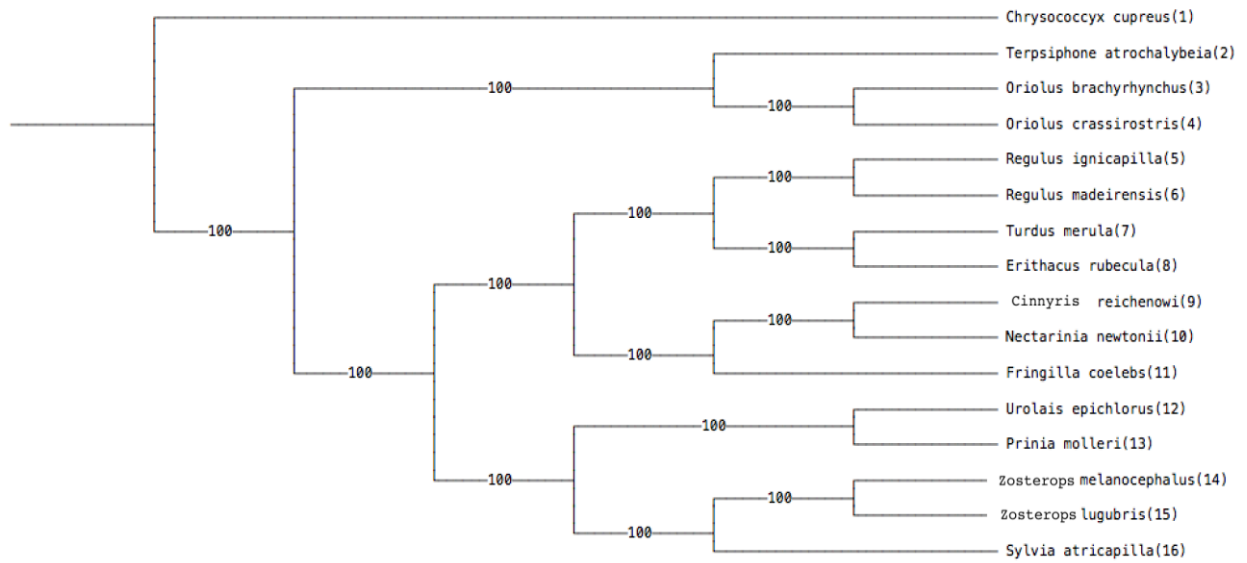 Chrysococcyx cupreus(1)
Terpsiphone atrochalybeia(2)
100
Oriolus brachyrhynchus(3)
100
Oriolus crassirostris(4)
Regulus ignicapilla(5)
100
Regulus madeirensis(6)
100
Turdus merula(7)
100
100
Erithacus rubecula(8)
100
Cinnyris reichenowi(9)
100
Nectarinia newtonii(10)
100
Fringilla coelebs(11)
100
Urolais epichlorus(12)
100
Prinia molleri(13)
100
Zosterops melanocephalus(14)
100
Zosterops lugubris(15)
100
Sylvia atricapilla(16)